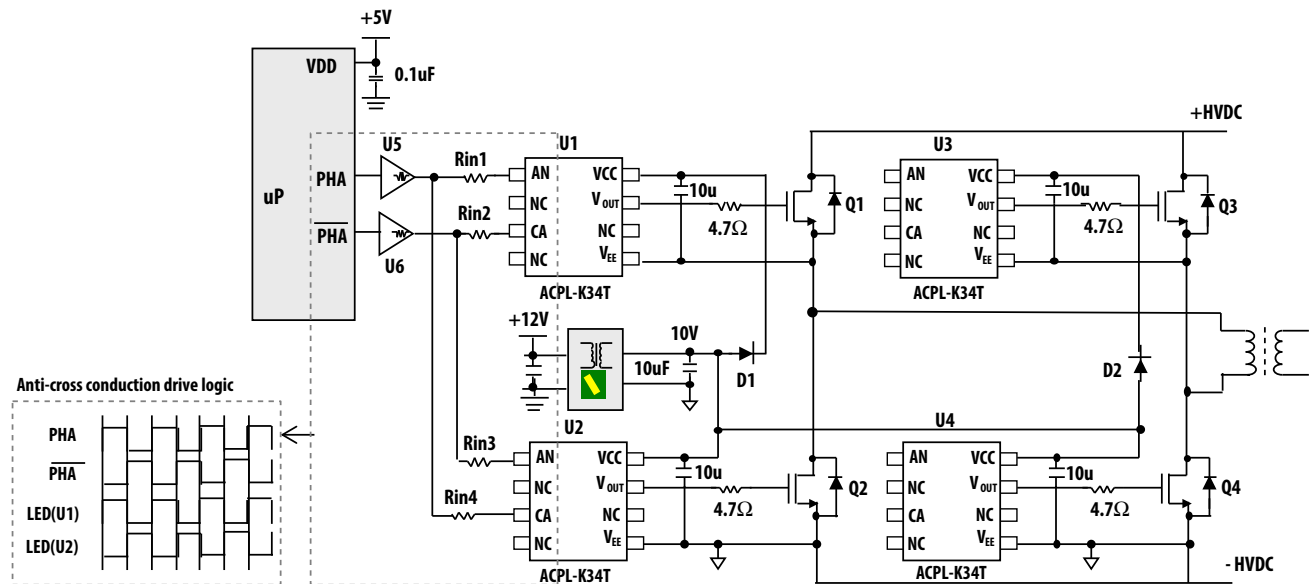 +5V
VDD
0.1uF
uP
PHA
PHA
U5
U6
Rin1
Rin2
U1
AN
NC
CA
NC
VCC
VOUT
NC
VEE
ACPL-K34T
10u
4.7Ω
Q1
+HVDC
U3
AN
NC
CA
NC
VCC
VOUT
NC
VEE
ACPL-K34T
10u
4.7Ω
Q3
+12V
10V
10uF
D1
D2
Anti-cross conduction drive logic
PHA
PHA
LED(U1)
LED(U2)
Rin3
Rin4
U2
AN
NC
CA
NC
VCC
VOUT
NC
VEE
ACPL-K34T
10u
4.7Ω
Q2
U4
AN
NC
CA
NC
VCC
VOUT
NC
VEE
ACPL-K34T
10u
4.7Ω
Q4
- HVDC